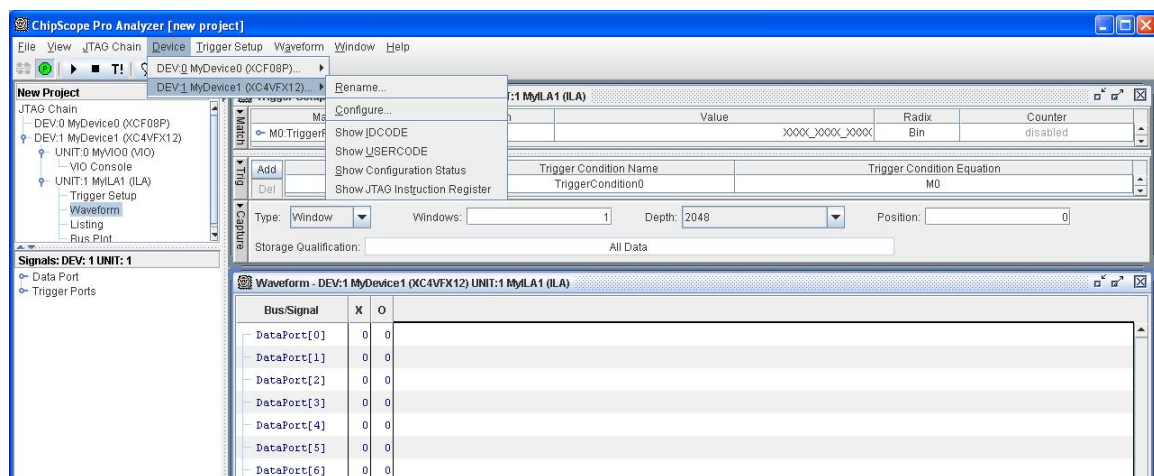 ChipScope Pro Analyzer [new project]
File View JTAG Chain Device Trigger Setup Waveform Window Help
T!
DEV:0 MyDevice0 (XCF08P)...
DEV:1 MyDevice1 (XC4VFX12)...
Rename...
Configure...
Show IDCODE
Show USERCODE
Show Configuration Status
Show JTAG Instruction Register
New Project
JTAG Chain
DEV:0 MyDevice0 (XCF08P)
DEV:1 MyDevice1 (XC4VFX12)
UNIT:0 MyVIO0 (VIO)
VIO Console
UNIT:1 MyILA1 (ILA)
Trigger Setup
Waveform
Listing
Bus Plot
Signals: DEV: 1 UNIT: 1
Data Port
Trigger Ports
MyILA1 (ILA)
Match
Value Radix Counter
XXXX_XXXX_XXXX Bin disabled
Trig
Add Trigger Condition Name Trigger Condition Equation
Del TriggerCondition0 M0
Capture
Type: Window Windows: 1 Depth: 2048 Position: 0
Storage Qualification: All Data
Waveform - DEV:1 MyDevice1 (XC4VFX12) UNIT:1 MyILA1 (ILA)
Bus/Signal X O
DataPort[0] 0 0
DataPort[1] 0 0
DataPort[2] 0 0
DataPort[3] 0 0
DataPort[4] 0 0
DataPort[5] 0 0
DataPort[6] 0 0